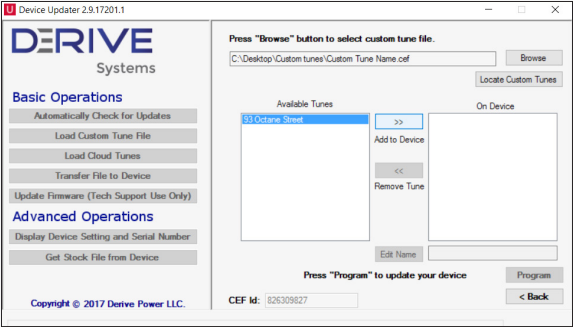 Device Updater 2.9.17201.1
DERIVE
Systems
Basic Operations
Automatically Check for Updates
Load Custom Tune File
Load Cloud Tunes
Transfer File to Device
Update Firmware (Tech Support Use Only)
Advanced Operations
Display Device Setting and Serial Number
Get Stock File from Device
Copyright © 2017 Derive Power LLC.
Press "Browse" button to select custom tune file.
C:\Desktop\Custom tunes\Custom Tune Name.cef
Browse
Locate Custom Tunes
Available Tunes
On Device
93 Octane Street
>>
Add to Device
<<
Remove Tune
Edit Name
Press "Program" to update your device
Program
CEF Id: 826309827
< Back